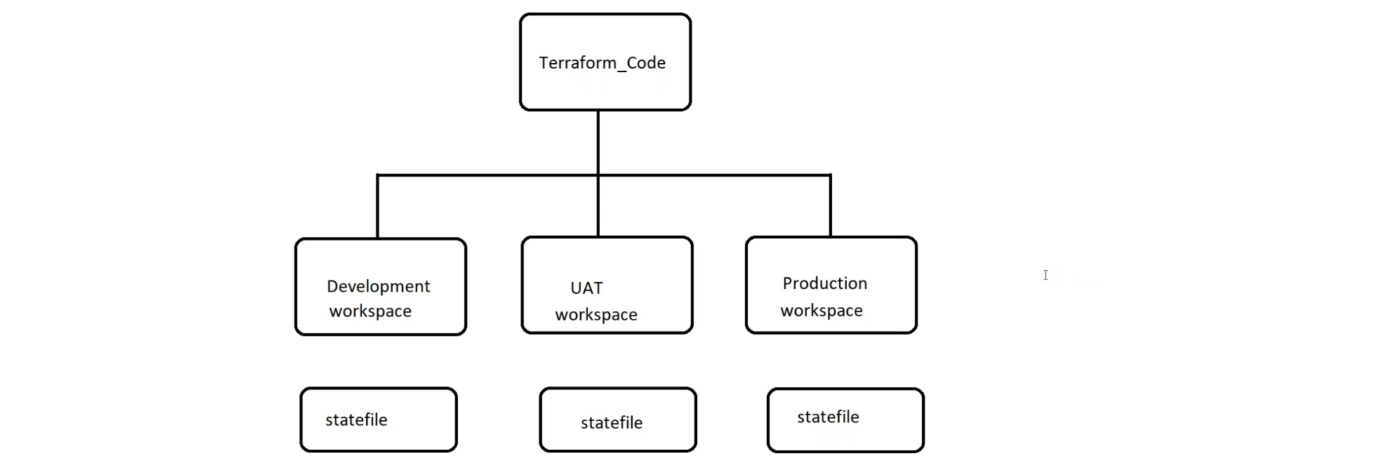 Terraform_Code
Development
workspace
UAT
workspace
Production
workspace
statefile
statefile
statefile